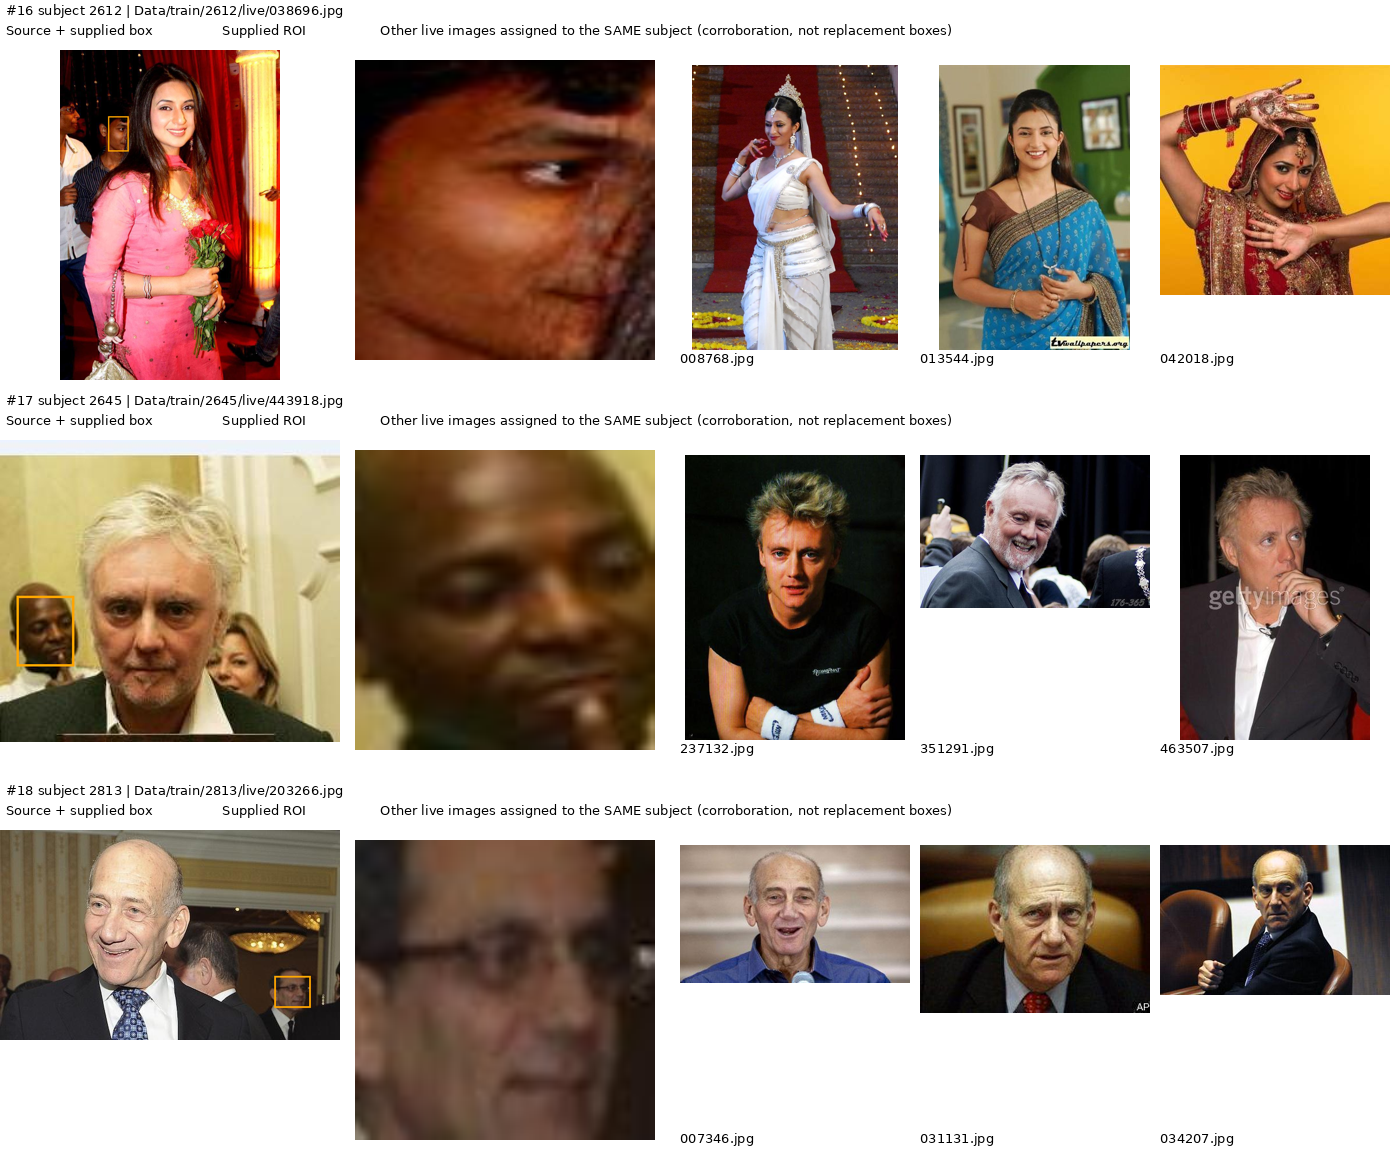 #16 subject 2612 | Data/train/2612/live/038696.jpg
Source + supplied box Supplied ROI Other live images assigned to the SAME subject (corroboration, not replacement boxes)
tvwallpapers.org
008768.jpg 013544.jpg 042018.jpg
#17 subject 2645 | Data/train/2645/live/443918.jpg
Source + supplied box Supplied ROI Other live images assigned to the SAME subject (corroboration, not replacement boxes)
gettyimages
176-365
237132.jpg 351291.jpg 463507.jpg
#18 subject 2813 | Data/train/2813/live/203266.jpg
Source + supplied box Supplied ROI Other live images assigned to the SAME subject (corroboration, not replacement boxes)
AP
007346.jpg 031131.jpg 034207.jpg